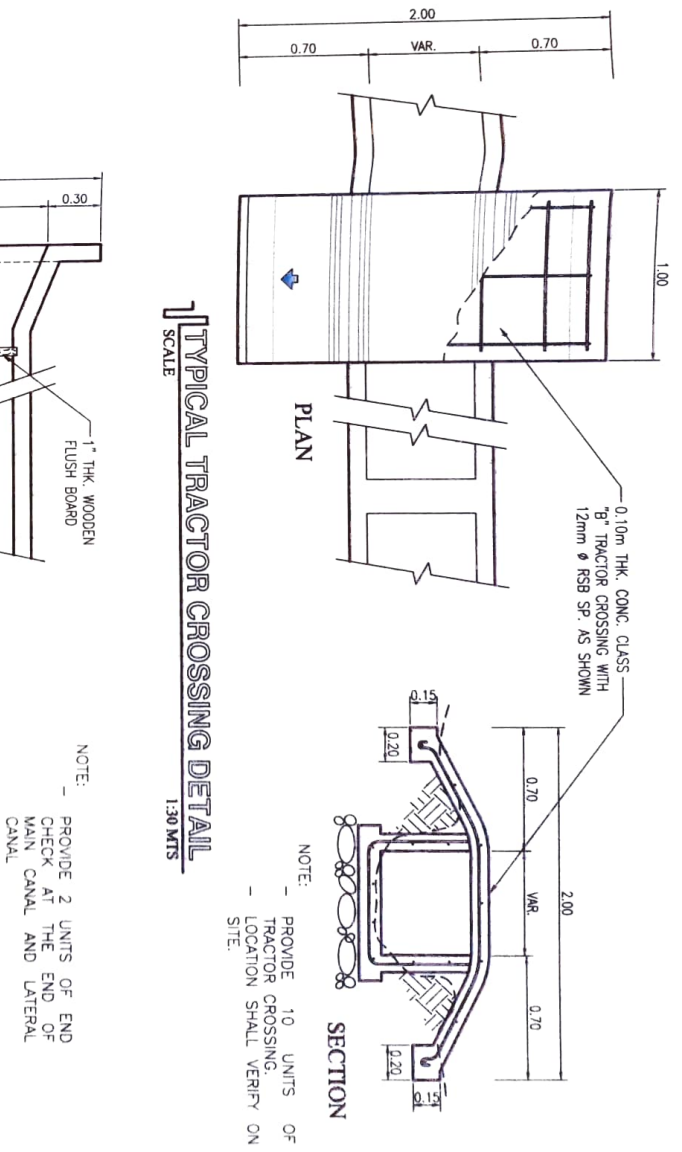 2.00
0.70
VAR.
0.70
1.00
0.10m THK. CONC. CLASS
"B" TRACTOR CROSSING WITH
12mm Ø RSB SP. AS SHOWN
PLAN
TYPICAL TRACTOR CROSSING DETAIL
SCALE
1:30 MTS
2.00
0.70
VAR.
0.70
0.15
0.20
0.20
0.15
SECTION
NOTE:
– PROVIDE 10 UNITS OF
TRACTOR CROSSING.
– LOCATION SHALL VERIFY ON
SITE.
0.30
1" THK. WOODEN
FLUSH BOARD
NOTE:
– PROVIDE 2 UNITS OF END
CHECK AT THE END OF
MAIN CANAL AND LATERAL
CANAL